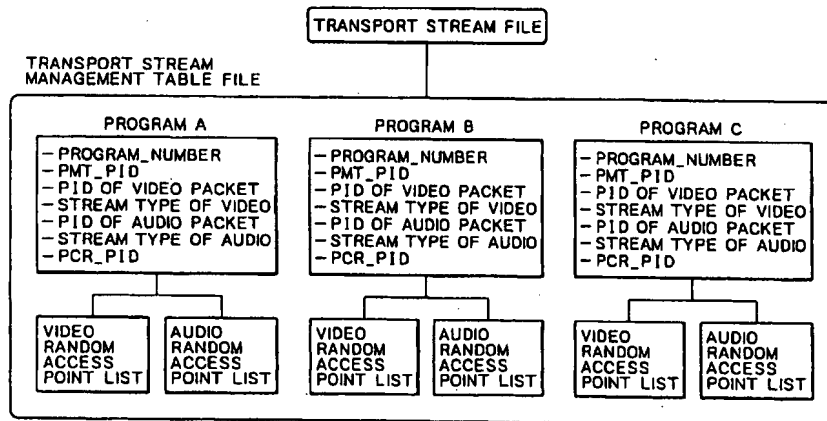 TRANSPORT STREAM FILE
TRANSPORT STREAM
MANAGEMENT TABLE FILE
PROGRAM A
- PROGRAM_NUMBER
- PMT_PID
- PID OF VIDEO PACKET
- STREAM TYPE OF VIDEO
- PID OF AUDIO PACKET
- STREAM TYPE OF AUDIO
- PCR_PID
VIDEO
RANDOM
ACCESS
POINT LIST
AUDIO
RANDOM
ACCESS
POINT LIST
PROGRAM B
- PROGRAM_NUMBER
- PMT_PID
- PID OF VIDEO PACKET
- STREAM TYPE OF VIDEO
- PID OF AUDIO PACKET
- STREAM TYPE OF AUDIO
- PCR_PID
VIDEO
RANDOM
ACCESS
POINT LIST
AUDIO
RANDOM
ACCESS
POINT LIST
PROGRAM C
- PROGRAM_NUMBER
- PMT_PID
- PID OF VIDEO PACKET
- STREAM TYPE OF VIDEO
- PID OF AUDIO PACKET
- STREAM TYPE OF AUDIO
- PCR_PID
VIDEO
RANDOM
ACCESS
POINT LIST
AUDIO
RANDOM
ACCESS
POINT LIST